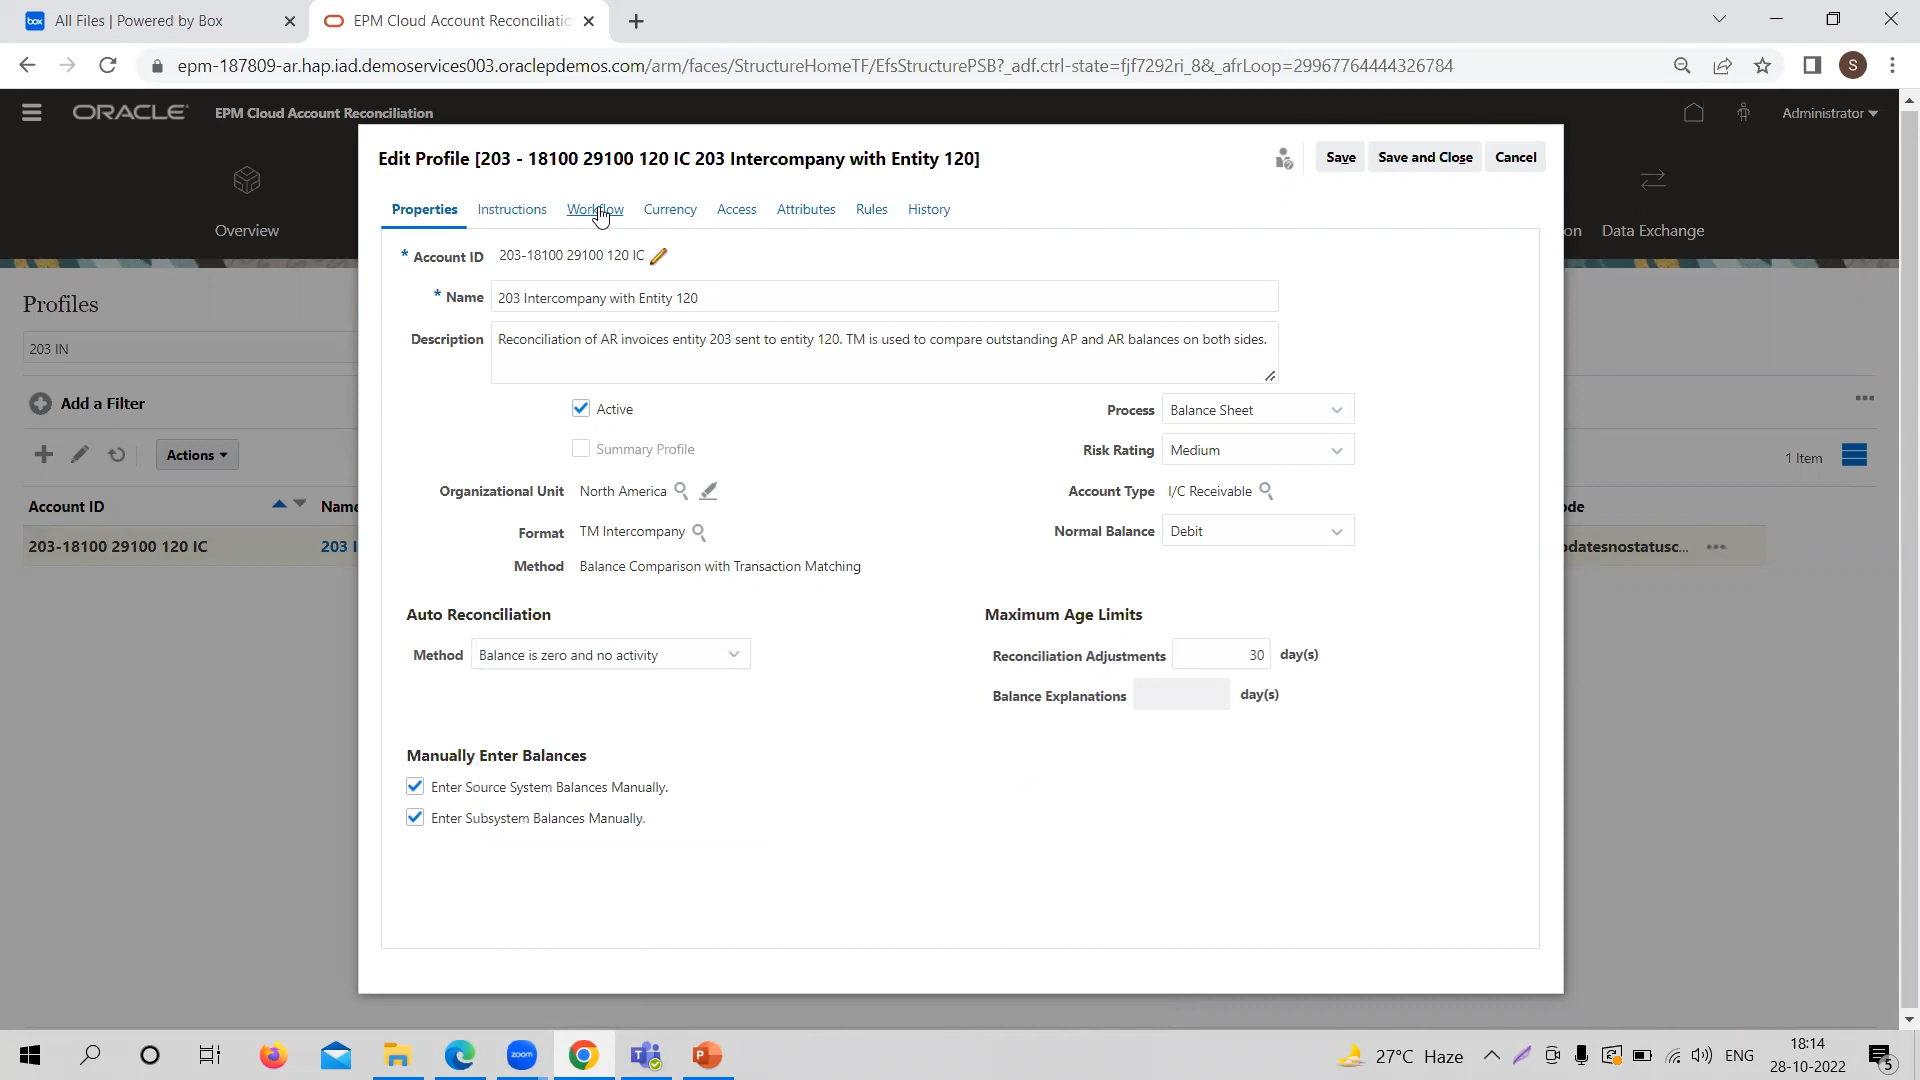 box All Files | Powered by Box
EPM Cloud Account Reconciliatic
epm-187809-ar.hap.iad.demoservices003.oraclepdemos.com/arm/faces/StructureHomeTF/EfsStructurePSB?_adf.ctrl-state=fjf7292ri_8&_afrLoop=29967764444326784
S
ORACLE EPM Cloud Account Reconciliation
Administrator
Overview
on
Data Exchange
Edit Profile [203 - 18100 29100 120 IC 203 Intercompany with Entity 120]
Save
Save and Close
Cancel
Properties
Instructions
Workflow
Currency
Access
Attributes
Rules
History
* Account ID 203-18100 29100 120 IC
* Name 203 Intercompany with Entity 120
Description Reconciliation of AR invoices entity 203 sent to entity 120. TM is used to compare outstanding AP and AR balances on both sides.
Active
Process Balance Sheet
Summary Profile
Risk Rating Medium
Organizational Unit North America
Account Type I/C Receivable
Format TM Intercompany
Normal Balance Debit
Method Balance Comparison with Transaction Matching
Auto Reconciliation
Maximum Age Limits
Method Balance is zero and no activity
Reconciliation Adjustments 30 day(s)
Balance Explanations day(s)
Manually Enter Balances
Enter Source System Balances Manually.
Enter Subsystem Balances Manually.
Profiles
203 IN
Add a Filter
Actions
1 Item
Account ID
Name
ode
203-18100 29100 120 IC
203 I
odatesnostatusc...
zoom
27°C Haze
ENG
18:14
28-10-2022
5